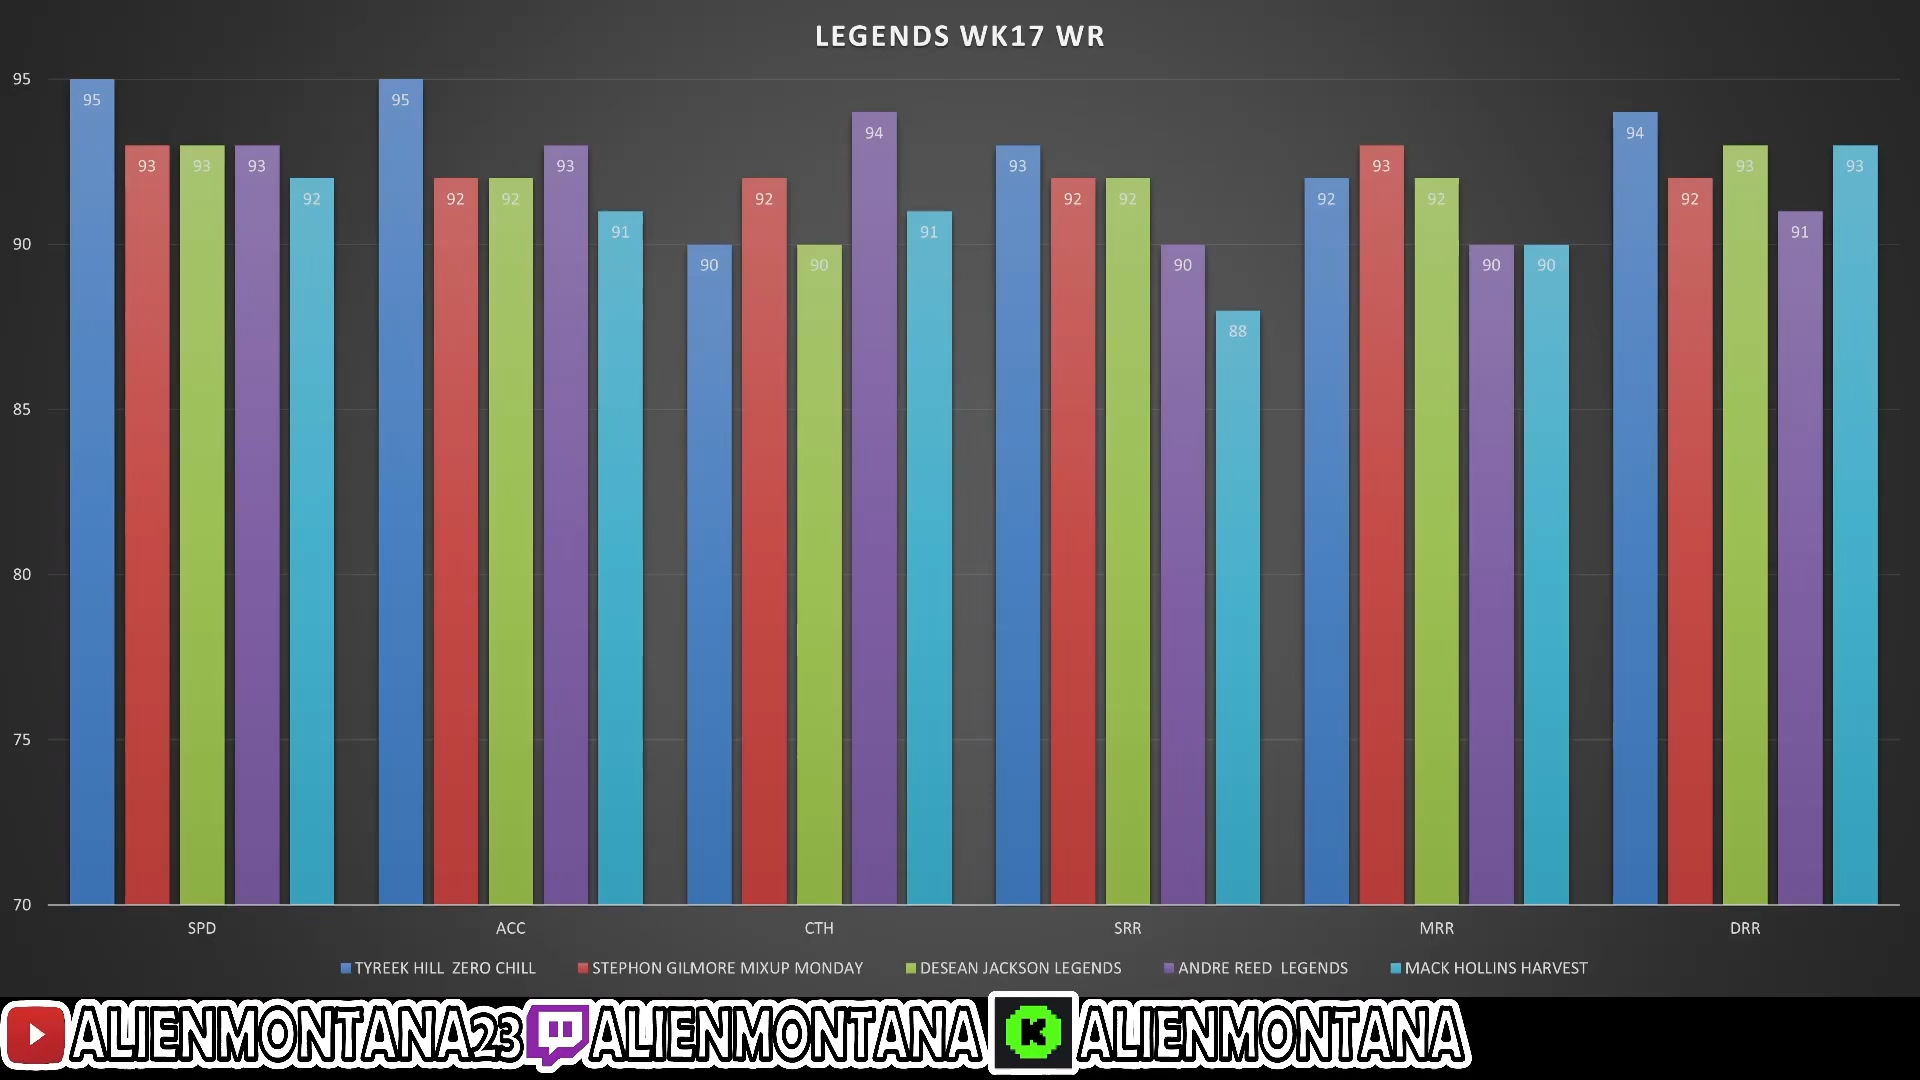 LEGENDS WK17 WR
95
90
85
80
75
70
95 93 93 93 92
95 92 92 93 91
90 92 90 94 91
93 92 92 90 88
92 93 92 90 90
94 92 93 91 93
SPD ACC CTH SRR MRR DRR
TYREEK HILL ZERO CHILL STEPHON GILMORE MIXUP MONDAY DESEAN JACKSON LEGENDS ANDRE REED LEGENDS MACK HOLLINS HARVEST
ALIENMONTANA23 ALIENMONTANA K ALIENMONTANA